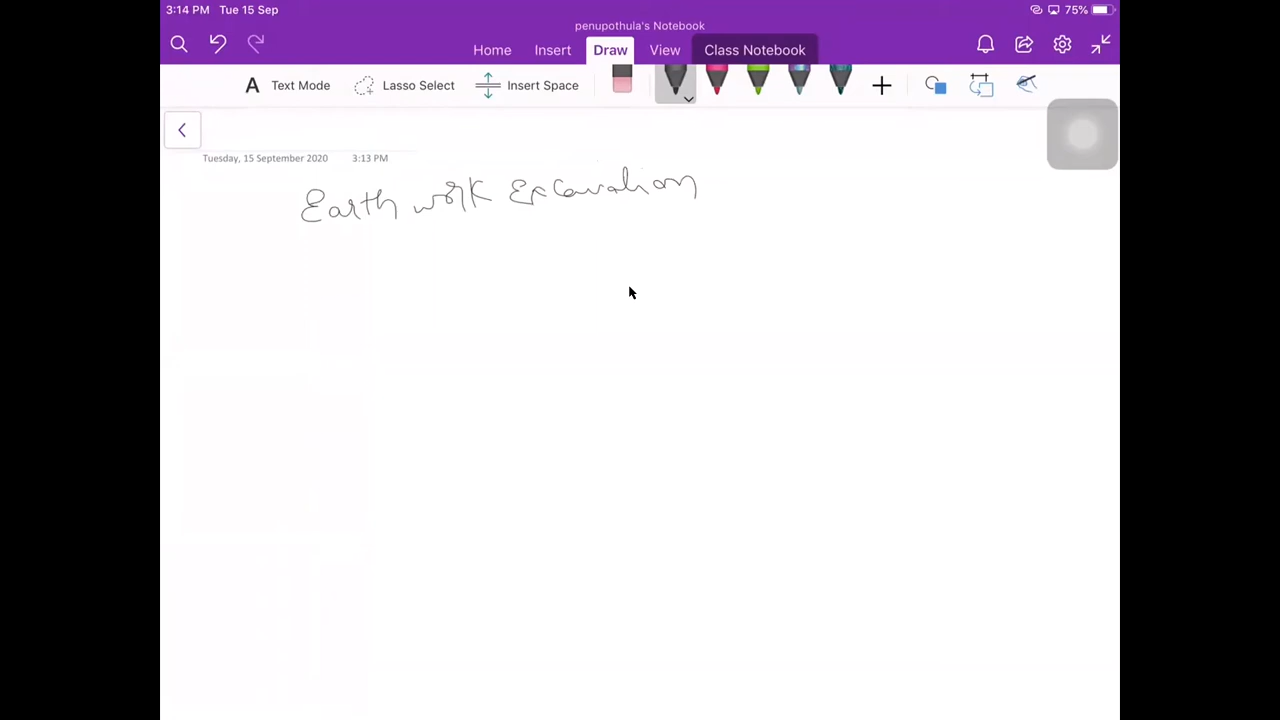 3:14 PM Tue 15 Sep 75%
penupothula's Notebook
Home Insert Draw View Class Notebook
A Text Mode Lasso Select Insert Space
Tuesday, 15 September 2020 3:13 PM
Earth work Excavation